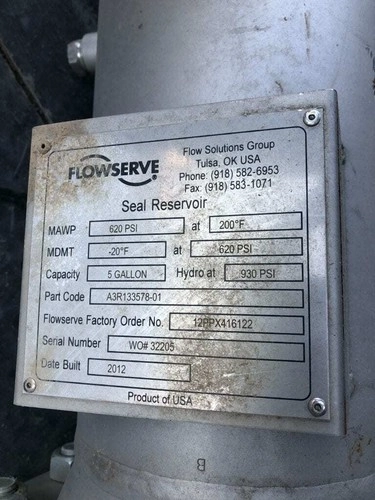 FLOWSERVE
Flow Solutions Group
Tulsa, OK USA
Phone: (918) 582-6953
Fax: (918) 583-1071
Seal Reservoir
MAWP 620 PSI at 200°F
MDMT -20°F at 620 PSI
Capacity 5 GALLON Hydro at 930 PSI
Part Code A3R133578-01
Flowserve Factory Order No. 12PPX416122
Serial Number WO# 32205
Date Built 2012
Product of USA
B